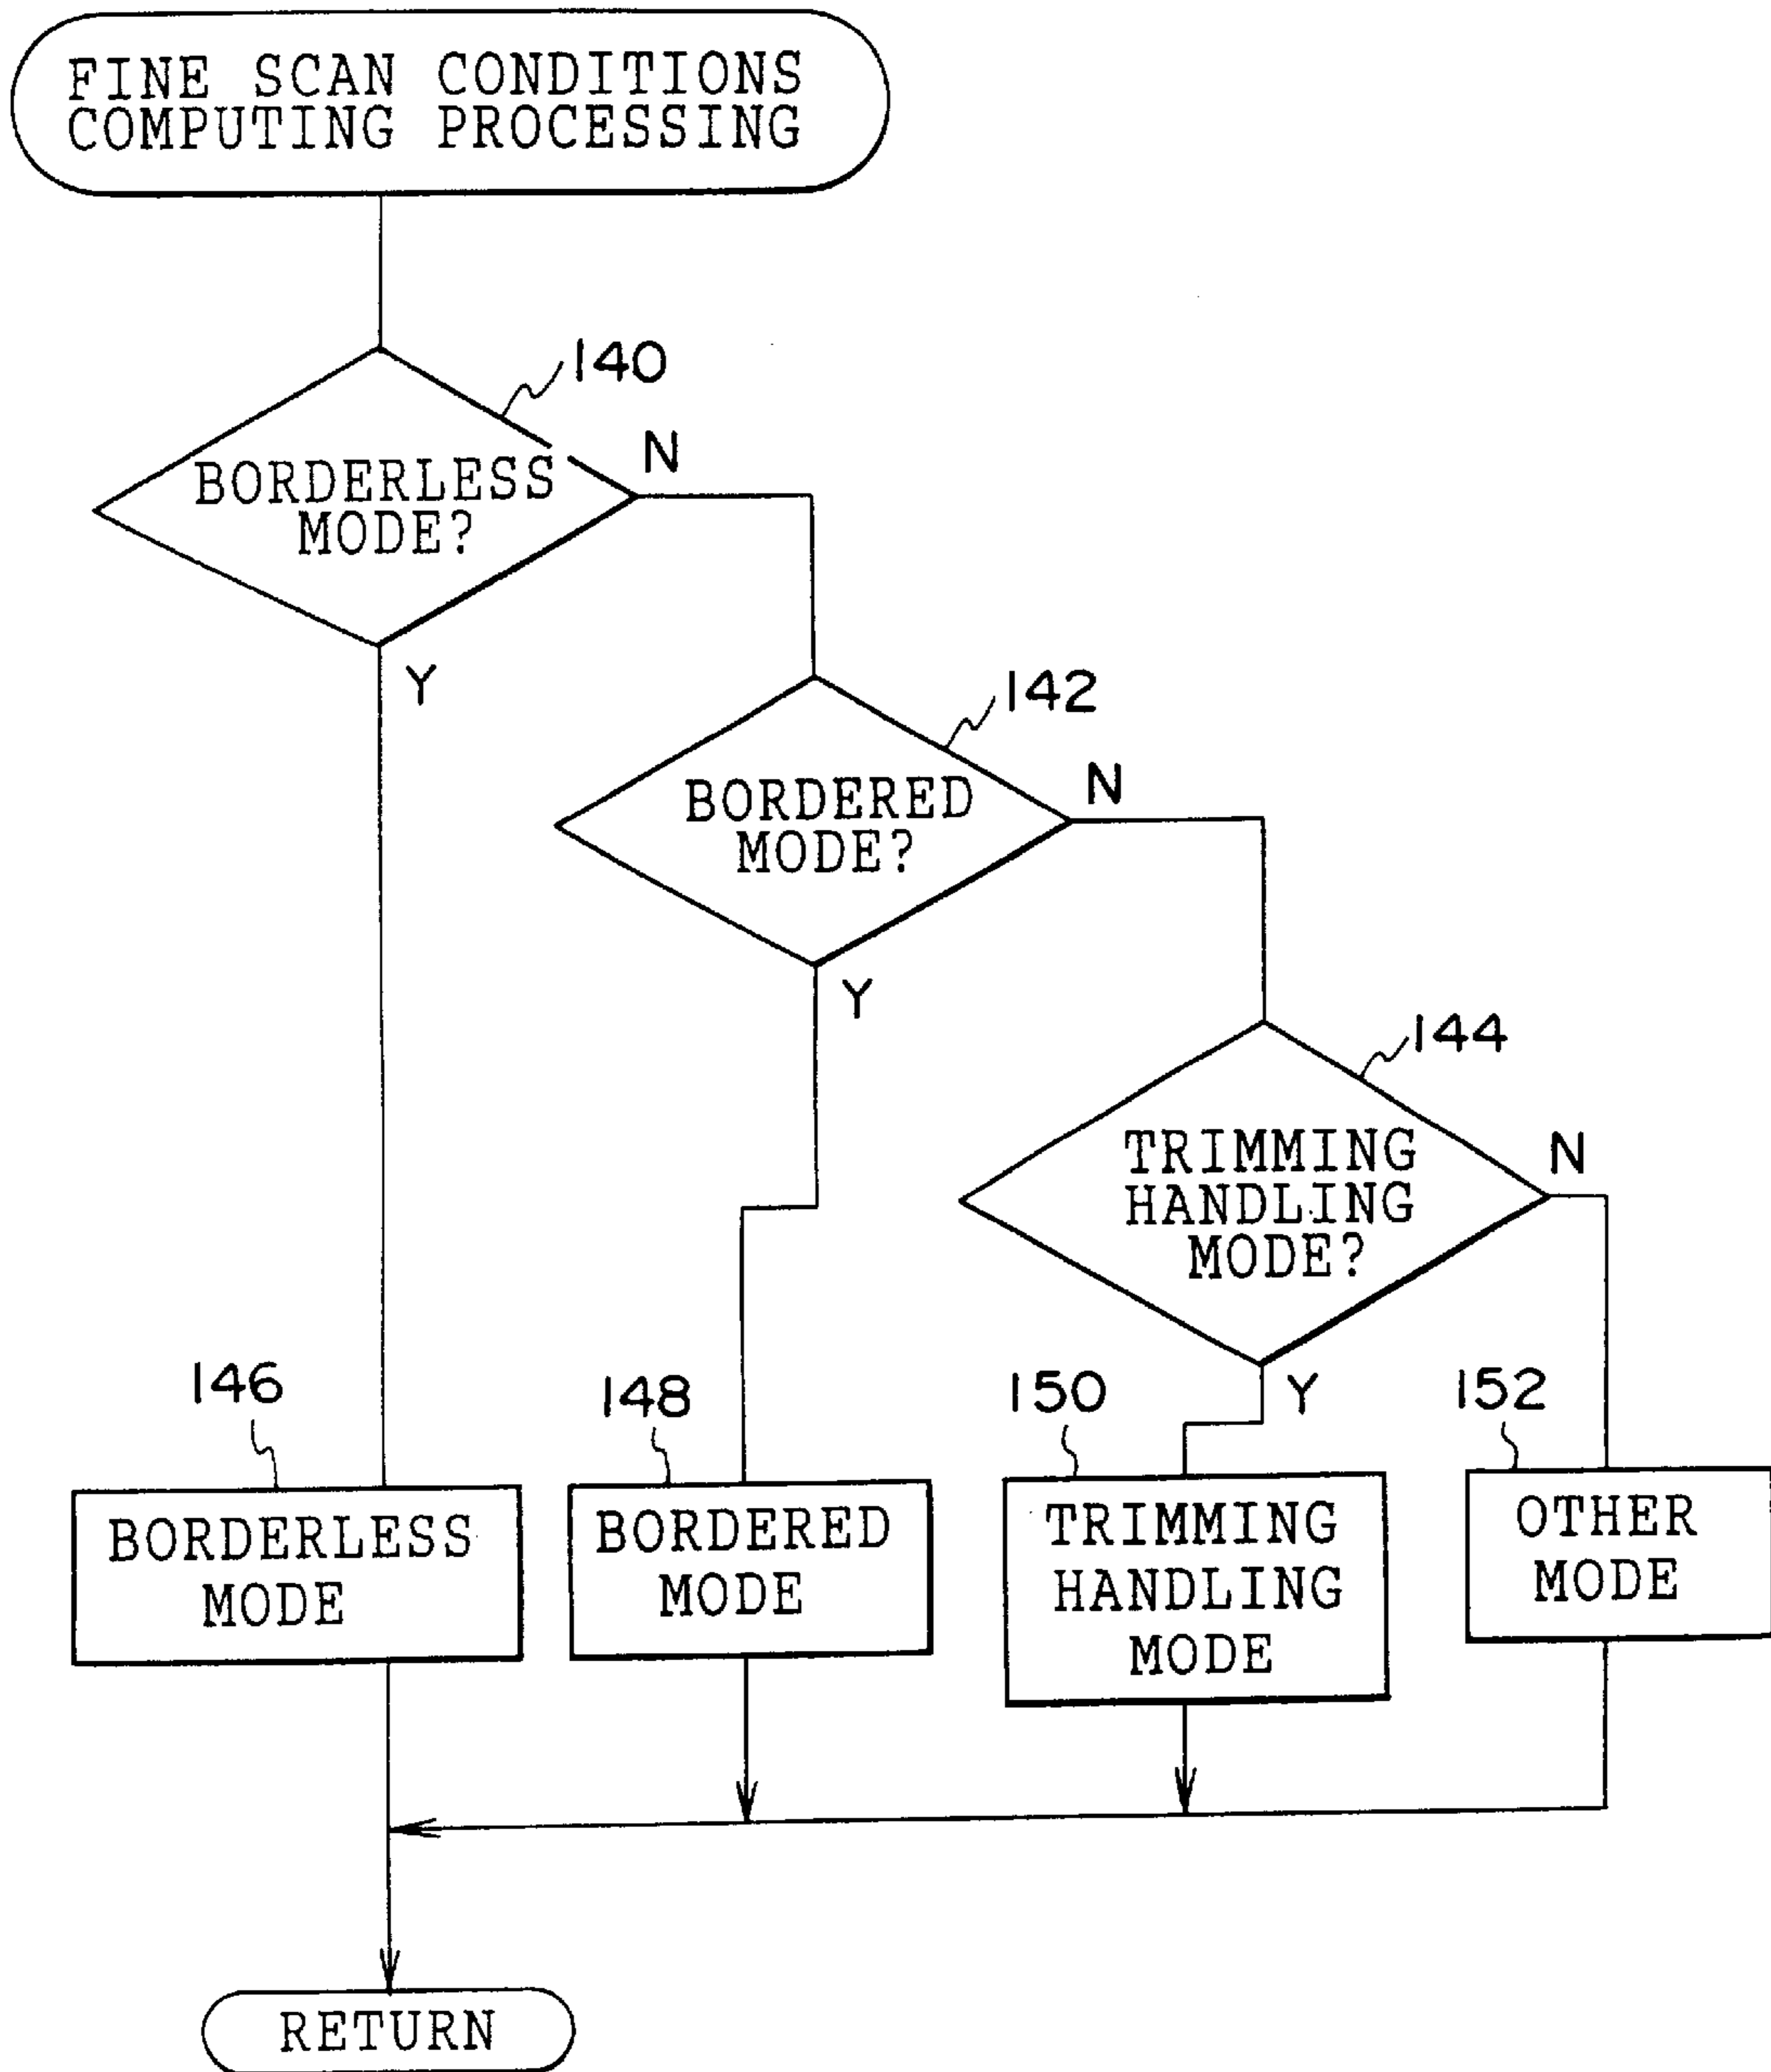 FINE SCAN CONDITIONS
COMPUTING PROCESSING
140
BORDERLESS
MODE?
N
Y
142
BORDERED
MODE?
N
Y
144
TRIMMING
HANDLING
MODE?
N
Y
146
BORDERLESS
MODE
148
BORDERED
MODE
150
TRIMMING
HANDLING
MODE
152
OTHER
MODE
RETURN